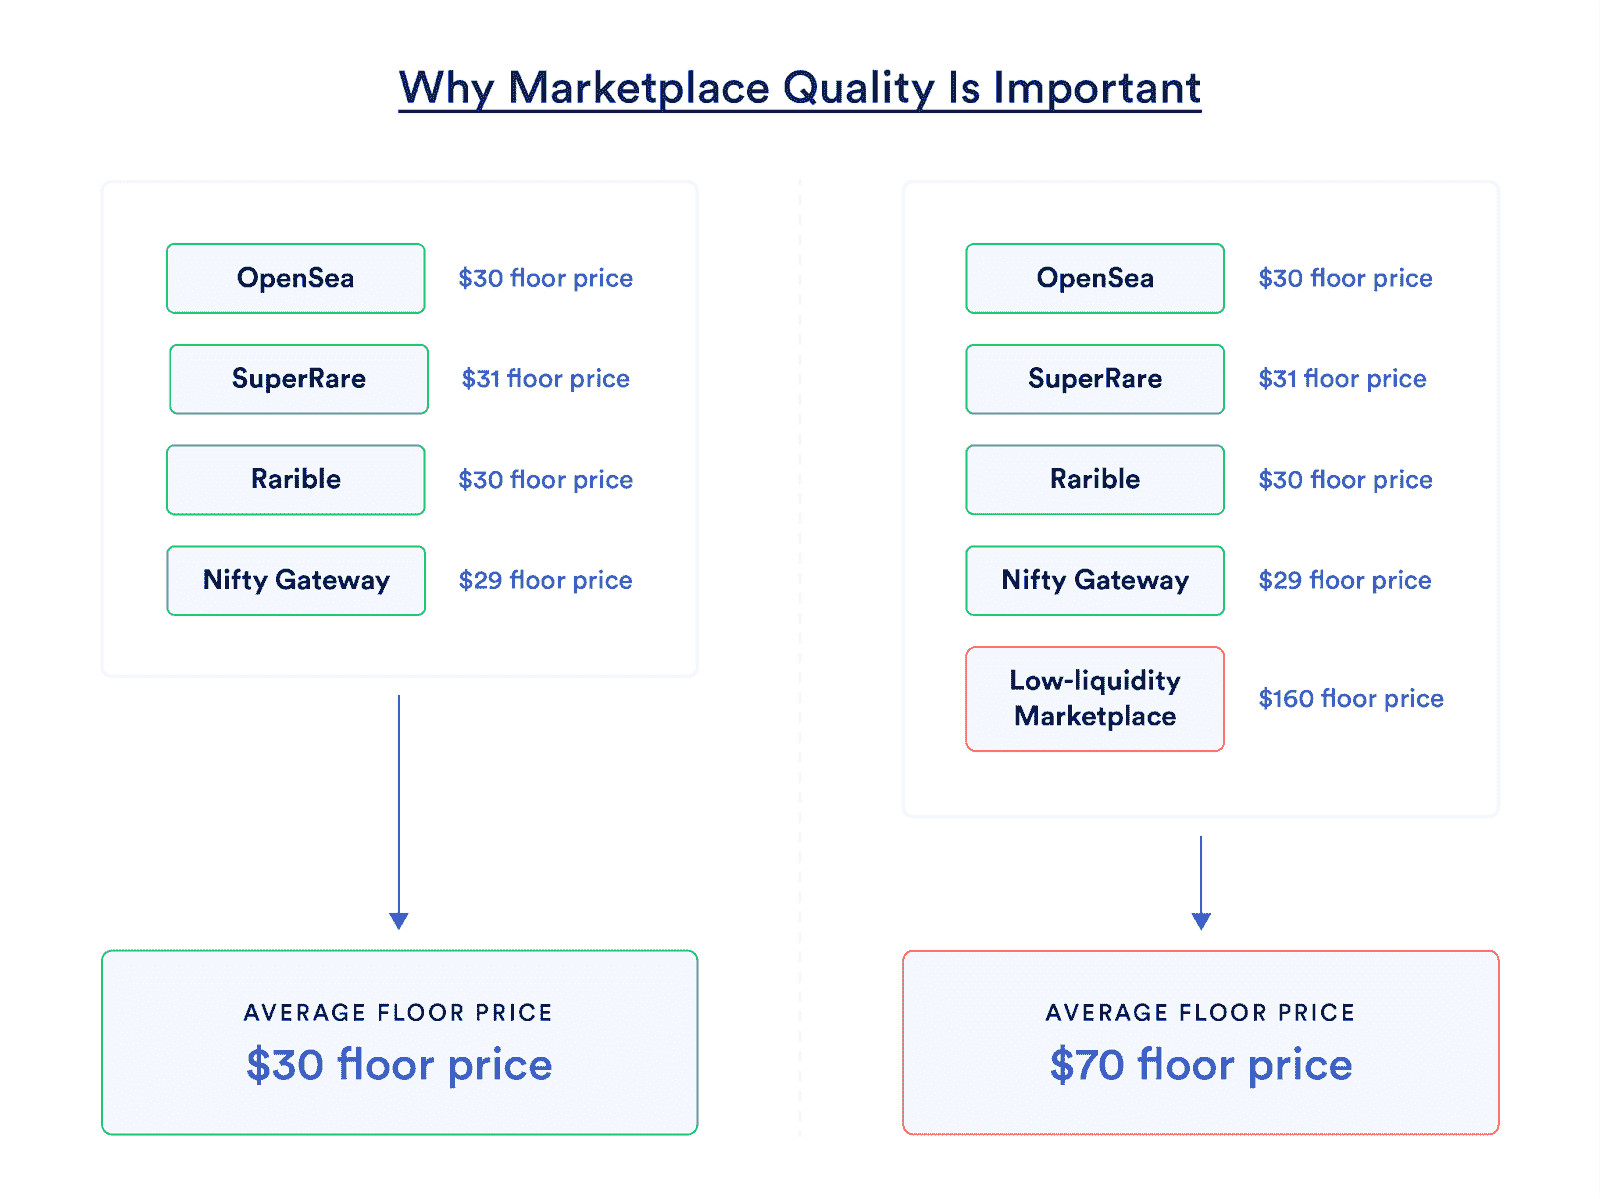 Why Marketplace Quality Is Important
OpenSea $30 floor price
SuperRare $31 floor price
Rarible $30 floor price
Nifty Gateway $29 floor price
AVERAGE FLOOR PRICE
$30 floor price
OpenSea $30 floor price
SuperRare $31 floor price
Rarible $30 floor price
Nifty Gateway $29 floor price
Low-liquidity
Marketplace
$160 floor price
AVERAGE FLOOR PRICE
$70 floor price